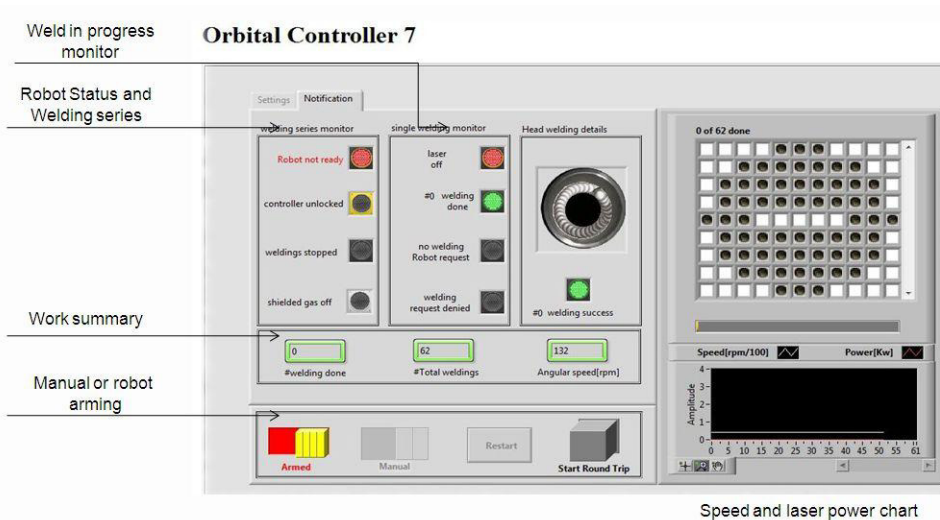 Weld in progress
monitor
Orbital Controller 7
Robot Status and
Welding series
Settings
Notification
welding series monitor
single welding monitor
Head welding details
0 of 62 done
Robot not ready
laser
off
controller unlocked
#0 welding
done
weldings stopped
no welding
Robot request
shielded gas off
welding
request denied
#0 welding success
Work summary
0
62
132
#welding done
#Total weldings
Angular speed[rpm]
Speed[rpm/100]
Power[Kw]
Manual or robot
arming
Amplitude
4
3
2
1
0
0 5 10 15 20 25 30 35 40 45 50 55 61
Armed
Manual
Restart
Start Round Trip
Speed and laser power chart